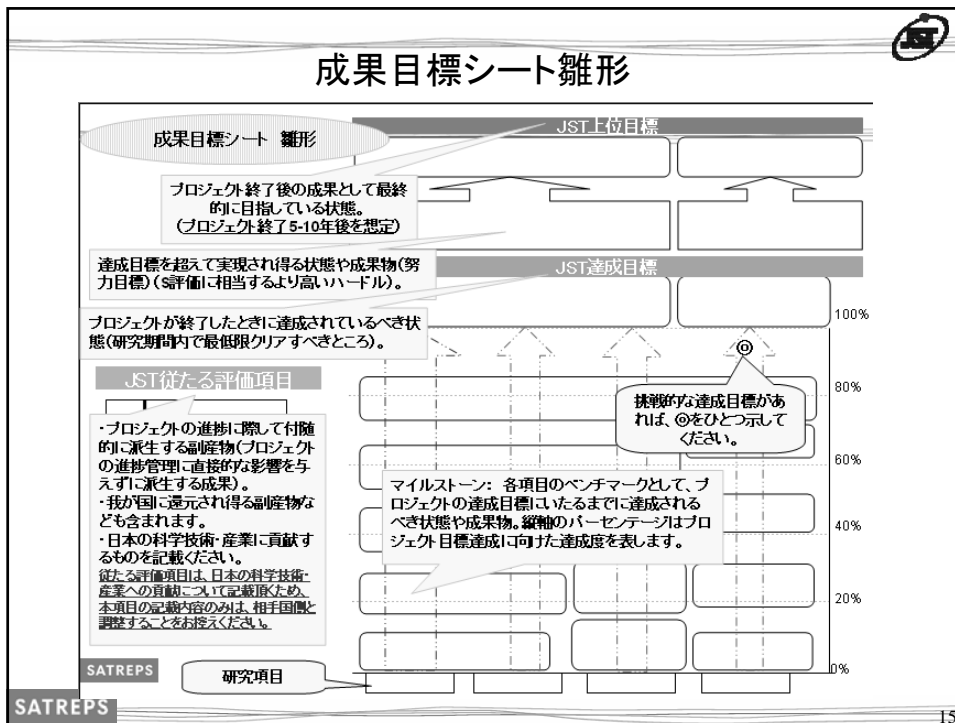 JST
成果目標シート雛形
成果目標シート 雛形
JST上位目標
プロジェクト終了後の成果として最終
的に目指している状態。
(プロジェクト終了5-10年後を想定)
達成目標を超えて実現され得る状態や成果物(努
力目標)(S評価に相当するより高いハードル)。
JST達成目標
プロジェクトが終了したときに達成されているべき状
態(研究期間内で最低限クリアすべきところ)。
100%
◎
JST従たる評価項目
80%
挑戦的な達成目標があ
れば、◎をひとつ示して
ください。
・プロジェクトの進捗に際して付随
的に派生する副産物(プロジェクト
の進捗管理に直接的な影響を与
えずに派生する成果)。
・我が国に還元され得る副産物な
ども含まれます。
・日本の科学技術・産業に貢献す
るものを記載ください。
従たる評価項目は、日本の科学技術・
産業への貢献について記載頂くため、
本項目の記載内容のみは、相手国側と
調整することをお控えください。
60%
マイルストーン: 各項目のベンチマークとして、プ
ロジェクトの達成目標にいたるまでに達成される
べき状態や成果物。縦軸のパーセンテージはプロ
ジェクト目標達成に向けた達成度を表します。
40%
20%
0%
SATREPS
研究項目
SATREPS
15